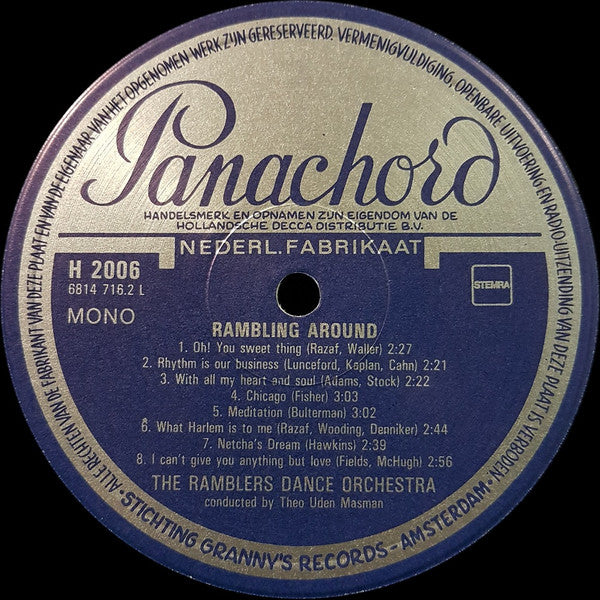 ALLE RECHTEN VAN DE FABRIKANT VAN DEZE PLAAT EN VAN DE EIGENAAR VAN HET OPGENOMEN WERK ZIJN GERESERVEERD. VERMENIGVULDIGING, OPENBARE UITVOERING EN RADIO-UITZENDING VAN DEZE PLAAT IS VERBODEN
Panachord
HANDELSMERK EN OPNAMEN ZIJN EIGENDOM VAN DE
HOLLANDSCHE DECCA DISTRIBUTIE B.V.
NEDERL. FABRIKAAT
H 2006
6814 716.2 L
MONO
STEMRA
RAMBLING AROUND
1. Oh! You sweet thing (Razaf, Waller) 2:27
2. Rhythm is our business (Lunceford, Kaplan, Cahn) 2:21
3. With all my heart and soul (Adams, Stock) 2:22
4. Chicago (Fisher) 3:03
5. Meditation (Bulterman) 3:02
6. What Harlem is to me (Razaf, Wooding, Denniker) 2:44
7. Netcha's Dream (Hawkins) 2:39
8. I can't give you anything but love (Fields, McHugh) 2:56
THE RAMBLERS DANCE ORCHESTRA
conducted by Theo Uden Masman
• STICHTING GRANNY'S RECORDS - AMSTERDAM •